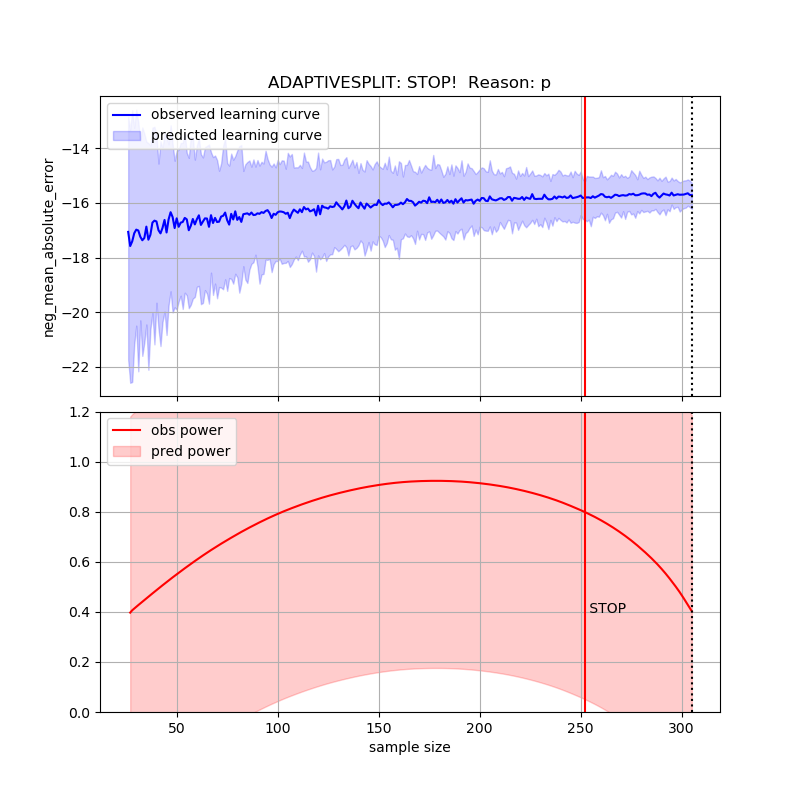 ADAPTIVESPLIT: STOP!  Reason: p
observed learning curve
predicted learning curve
neg_mean_absolute_error
−14
−16
−18
−20
−22
obs power
pred power
1.2
1.0
0.8
0.6
0.4
0.2
0.0
STOP
50 100 150 200 250 300
sample size